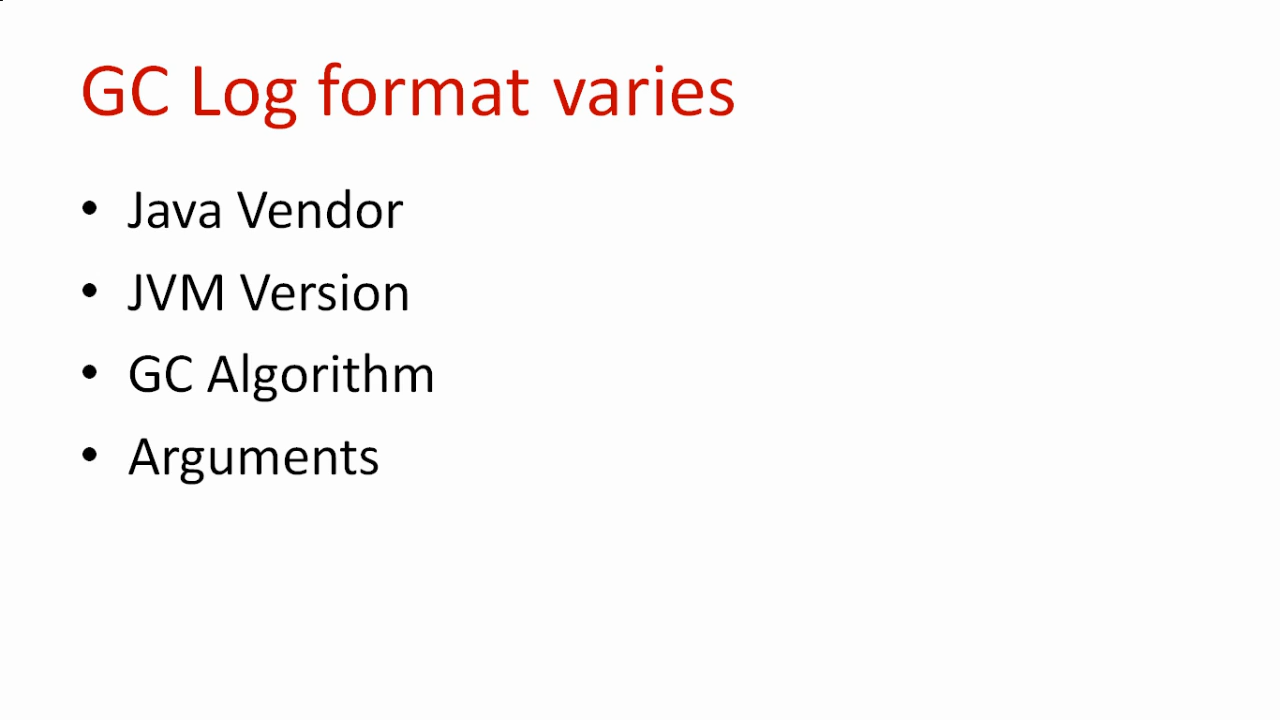 GC Log format varies
• Java Vendor
• JVM Version
• GC Algorithm
• Arguments